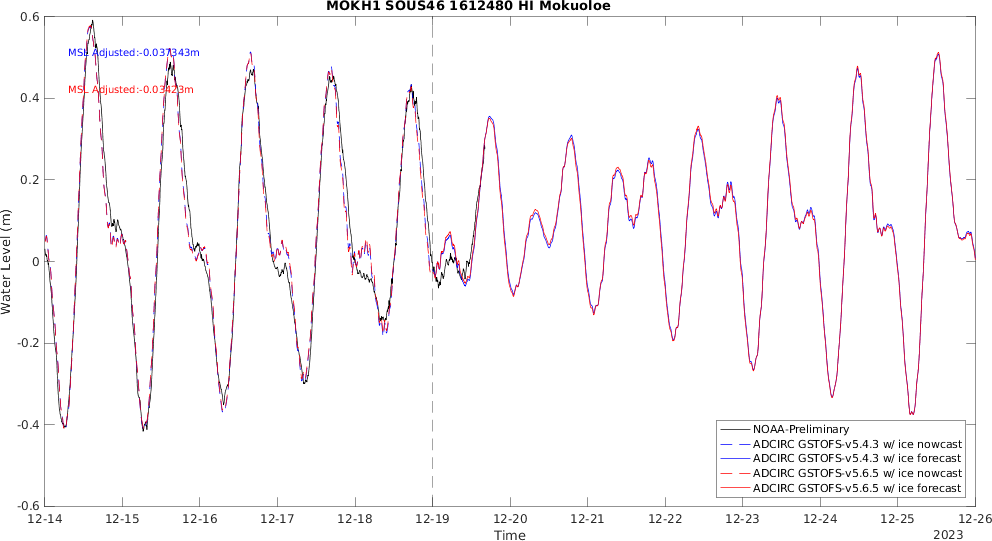 MOKH1 SOUS46 1612480 HI Mokuoloe
0.6
MSL Adjusted:-0.037343m
MSL Adjusted:-0.03423m
0.4
0.2
0
-0.2
-0.4
-0.6
Water Level (m)
NOAA-Preliminary
ADCIRC GSTOFS-v5.4.3 w/ ice nowcast
ADCIRC GSTOFS-v5.4.3 w/ ice forecast
ADCIRC GSTOFS-v5.6.5 w/ ice nowcast
ADCIRC GSTOFS-v5.6.5 w/ ice forecast
12-14 12-15 12-16 12-17 12-18 12-19 12-20 12-21 12-22 12-23 12-24 12-25 12-26
Time
2023